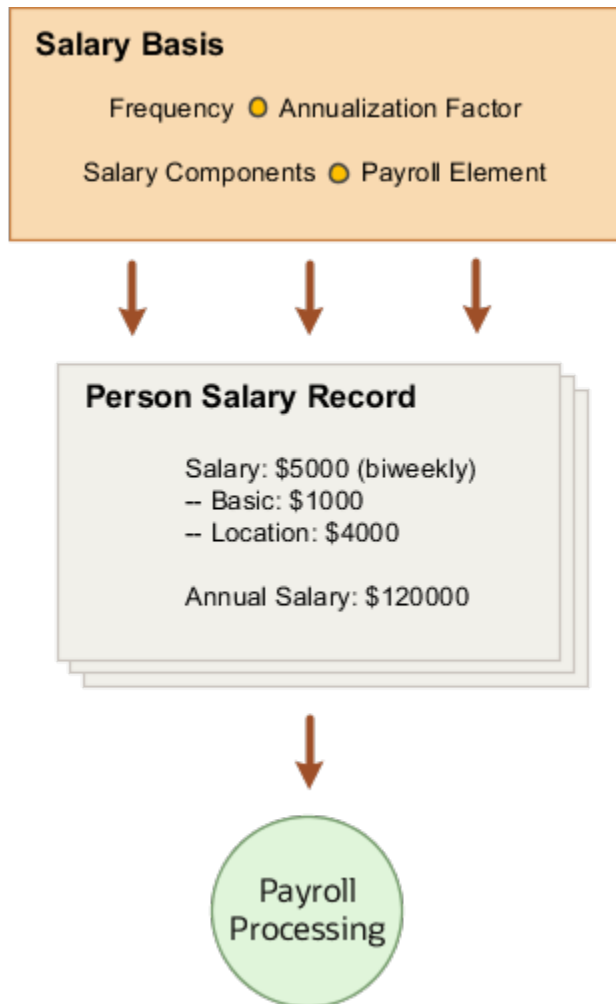 Salary Basis
Frequency Annualization Factor
Salary Components Payroll Element
Person Salary Record
Salary: $5000 (biweekly)
-- Basic: $1000
-- Location: $4000
Annual Salary: $120000
Payroll
Processing